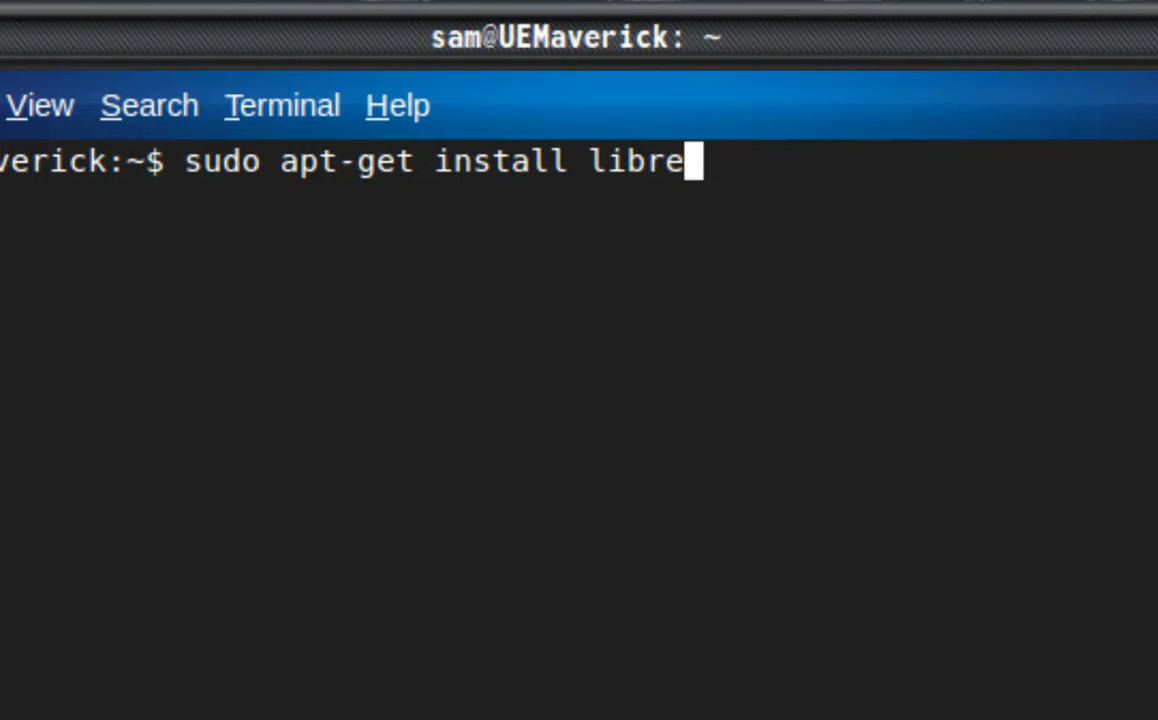 sam@UEMaverick: ~
View Search Terminal Help
verick:~$ sudo apt-get install libre